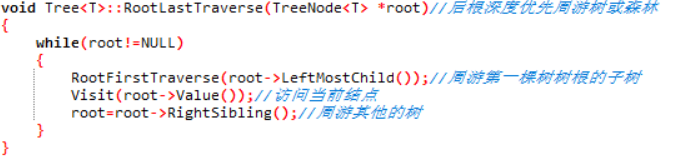 void Tree<T>::RootLastTraverse(TreeNode<T> *root)//后根深度优先周游树或森林
{
while(root!=NULL)
{
RootFirstTraverse(root->LeftMostChild());//周游第一棵树树根的子树
Visit(root->Value());//访问当前结点
root=root->RightSibling();//周游其他的树
}
}